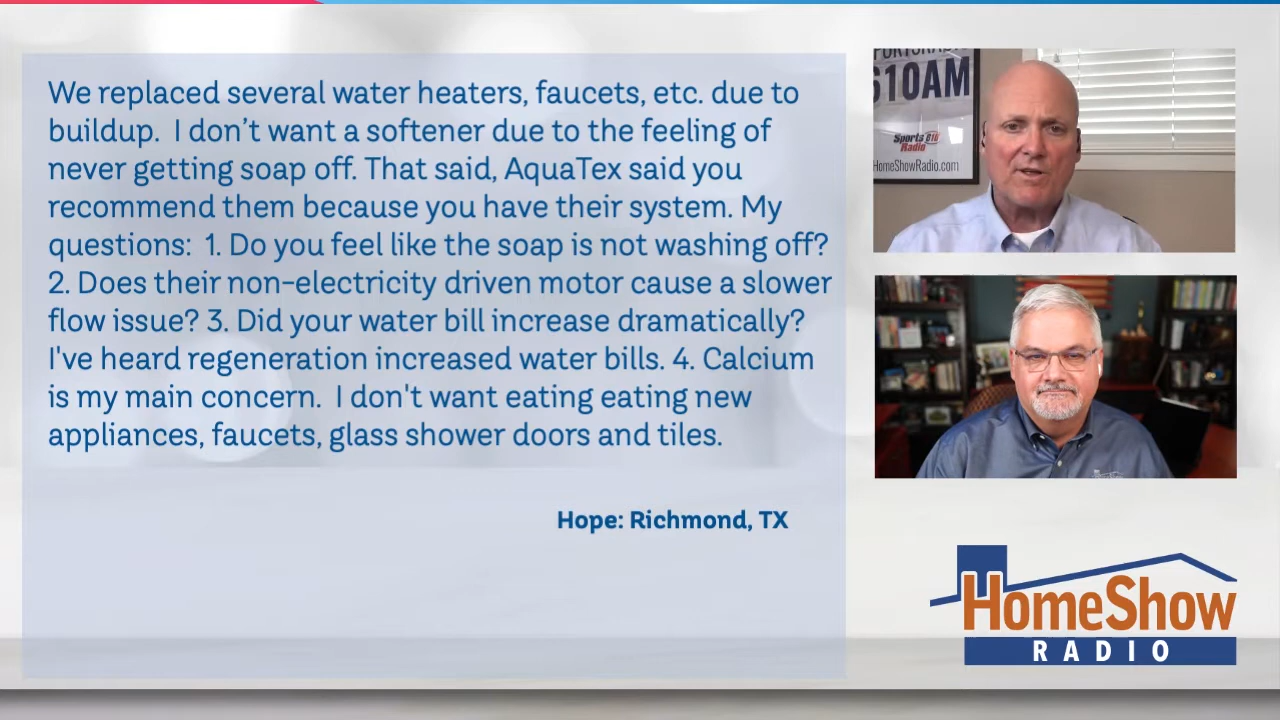 We replaced several water heaters, faucets, etc. due to
buildup.  I don’t want a softener due to the feeling of
never getting soap off. That said, AquaTex said you
recommend them because you have their system. My
questions:  1. Do you feel like the soap is not washing off?
2. Does their non-electricity driven motor cause a slower
flow issue? 3. Did your water bill increase dramatically?
I've heard regeneration increased water bills. 4. Calcium
is my main concern.  I don't want eating eating new
appliances, faucets, glass shower doors and tiles.
Hope: Richmond, TX
610AM
Sports 610
Radio
HomeShowRadio.com
HomeShow
RADIO